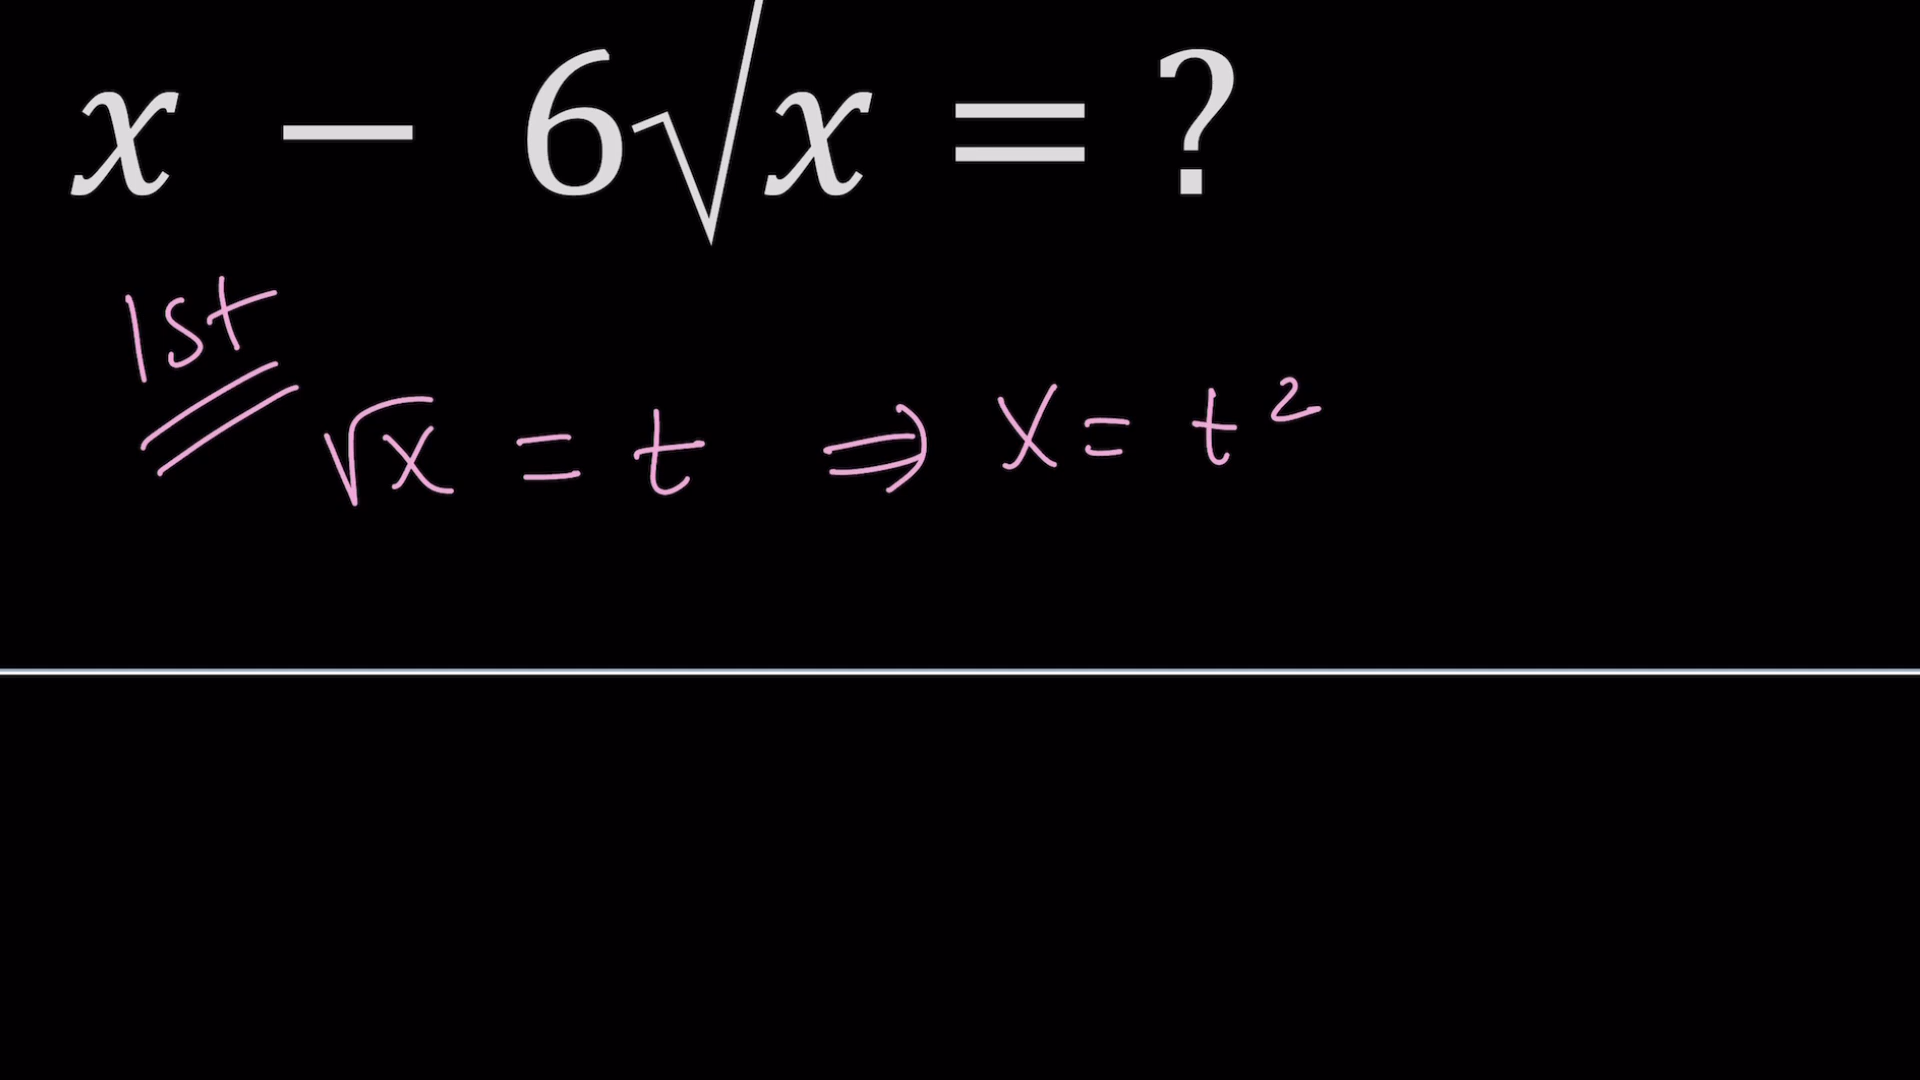 x − 6√x = ?
1st
√x = t ⇒ x = t²